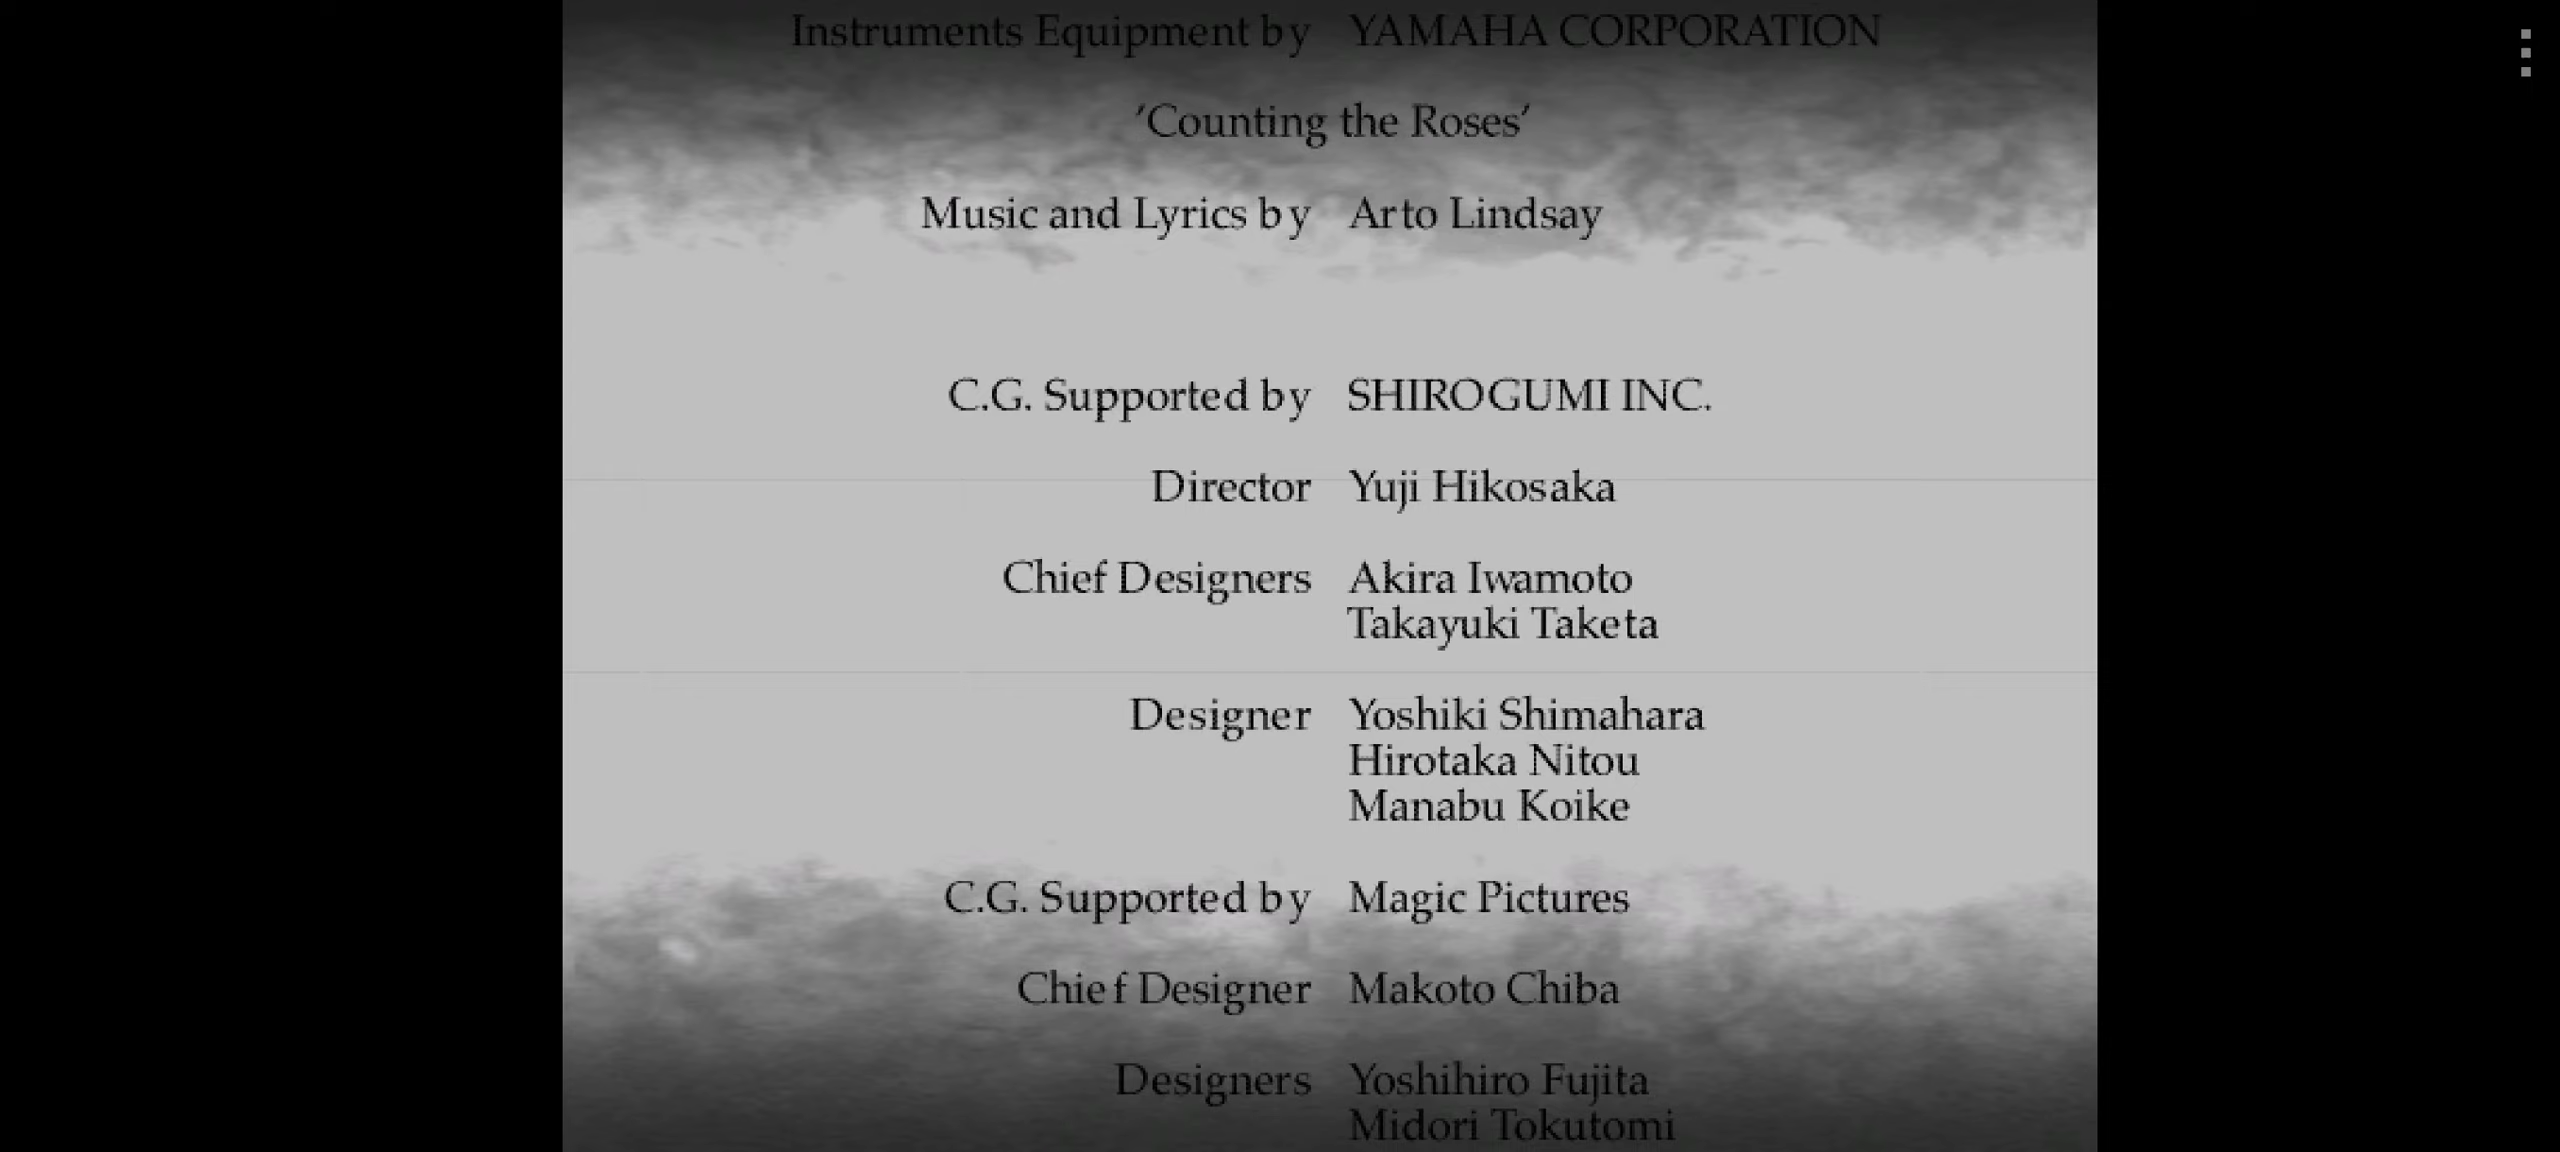 Instruments Equipment by YAMAHA CORPORATION
'Counting the Roses'
Music and Lyrics by Arto Lindsay
C.G. Supported by SHIROGUMI INC.
Director Yuji Hikosaka
Chief Designers Akira Iwamoto
Takayuki Taketa
Designer Yoshiki Shimahara
Hirotaka Nitou
Manabu Koike
C.G. Supported by Magic Pictures
Chief Designer Makoto Chiba
Designers Yoshihiro Fujita
Midori Tokutomi